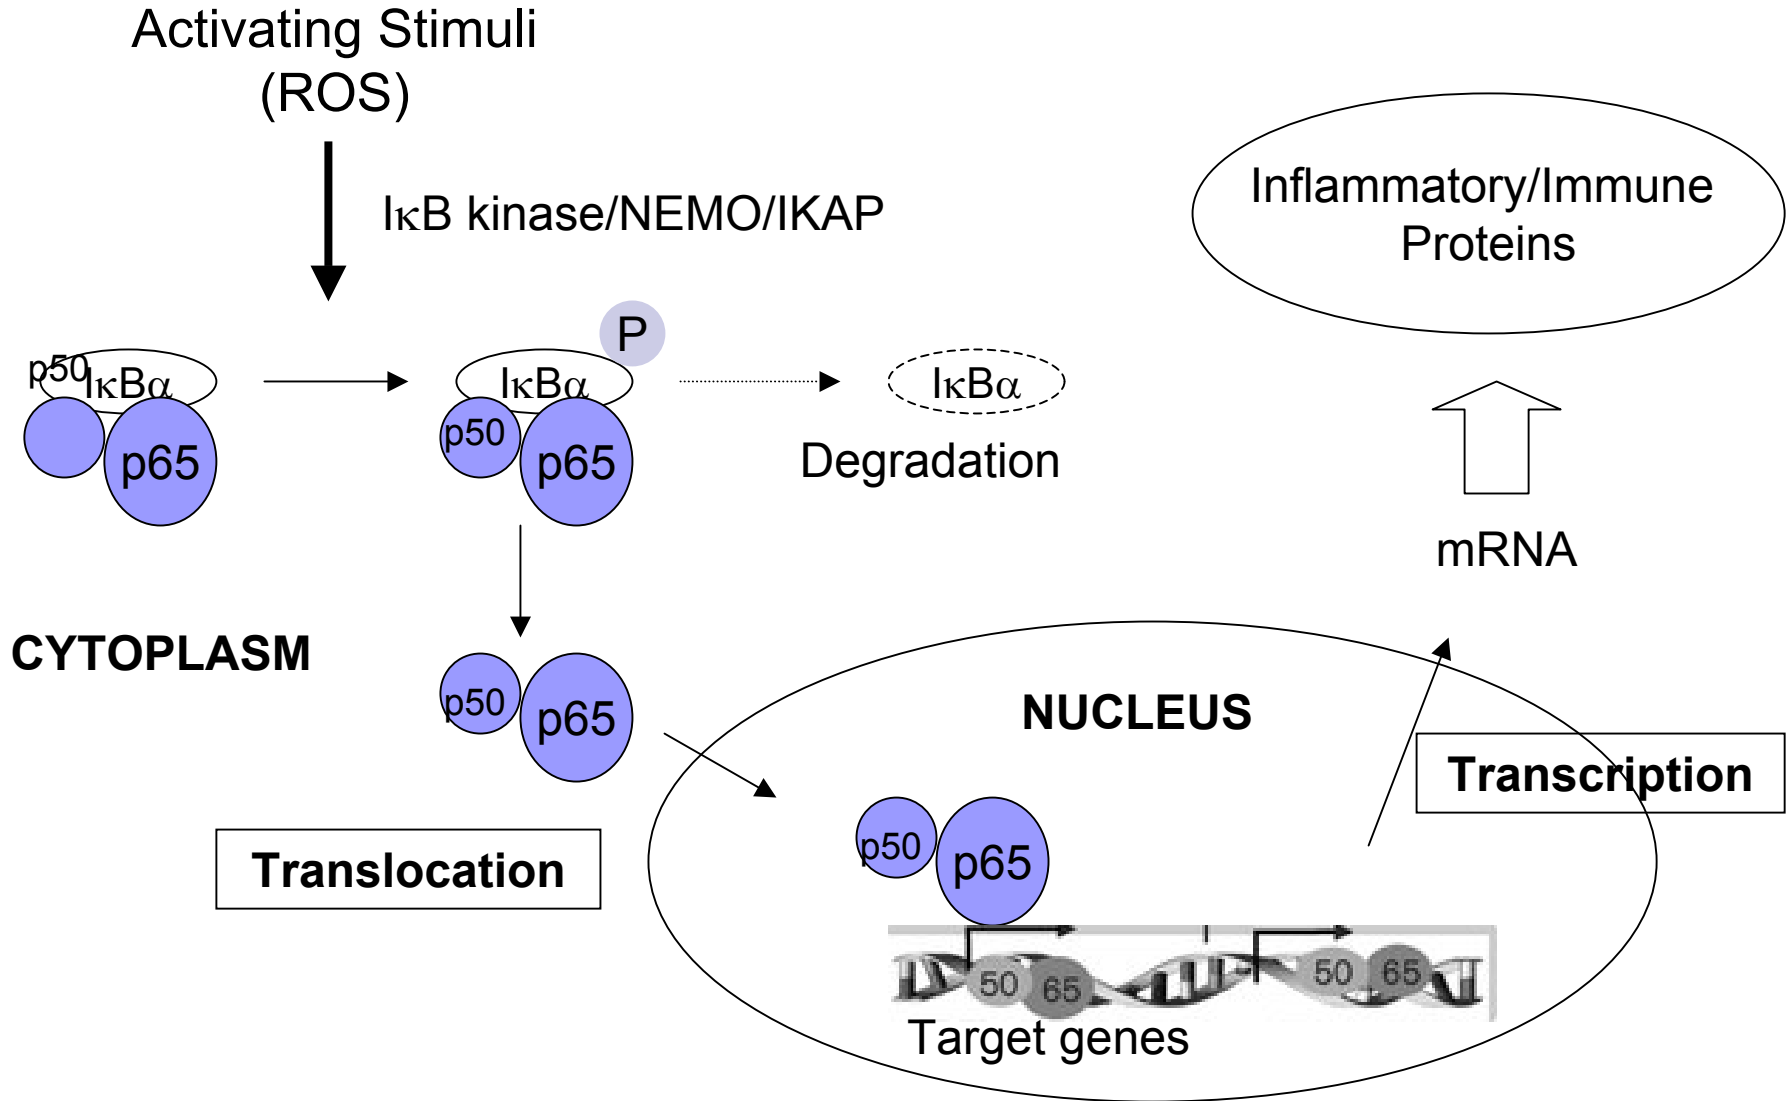 Activating Stimuli
(ROS)
IκB kinase/NEMO/IKAP
Inflammatory/Immune
Proteins
P
p50
IκBα
p65
IκBα
p50
p65
IκBα
Degradation
mRNA
CYTOPLASM
p50
p65
NUCLEUS
Transcription
Translocation
p50
p65
50
65
50
65
Target genes